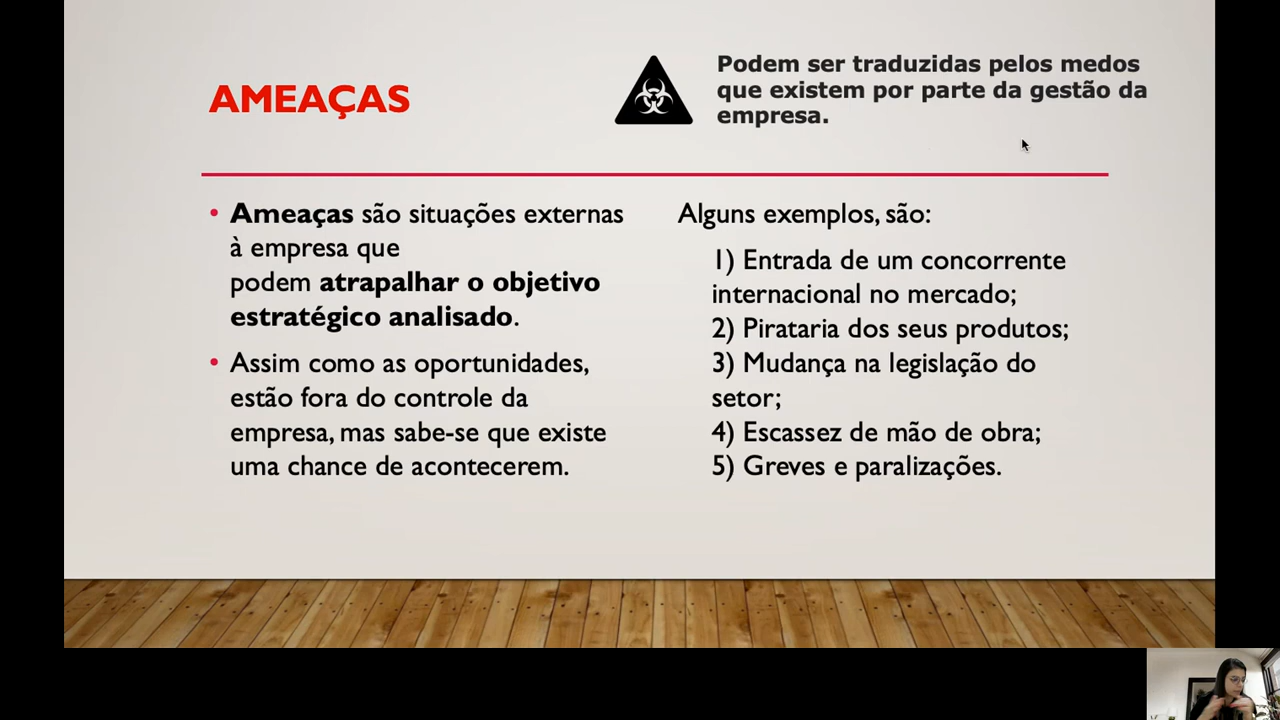 AMEAÇAS
Podem ser traduzidas pelos medos
que existem por parte da gestão da
empresa.
• Ameaças são situações externas
à empresa que
podem atrapalhar o objetivo
estratégico analisado.
• Assim como as oportunidades,
estão fora do controle da
empresa, mas sabe-se que existe
uma chance de acontecerem.
Alguns exemplos, são:
1) Entrada de um concorrente
internacional no mercado;
2) Pirataria dos seus produtos;
3) Mudança na legislação do
setor;
4) Escassez de mão de obra;
5) Greves e paralizações.